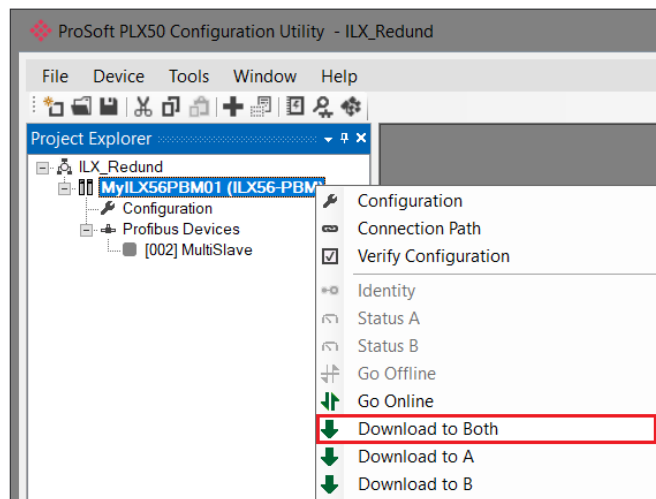 ProSoft PLX50 Configuration Utility - ILX_Redund
File Device Tools Window Help
Project Explorer
ILX_Redund
MyILX56PBM01 (ILX56-PBM)
Configuration
Profibus Devices
[002] MultiSlave
Configuration
Connection Path
Verify Configuration
Identity
Status A
Status B
Go Offline
Go Online
Download to Both
Download to A
Download to B